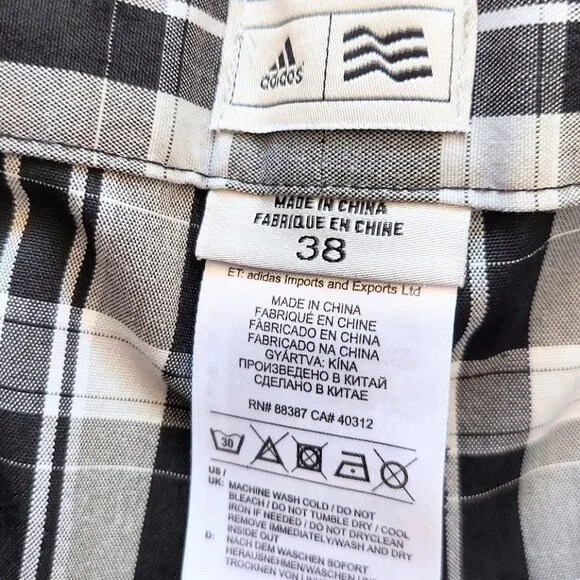 adidas
MADE IN CHINA
FABRIQUE EN CHINE
38
ET: adidas Imports and Exports Ltd
MADE IN CHINA
FABRIQUÉ EN CHINE
FABRICADO EN CHINA
FABRICADO NA CHINA
GYÁRTVA: KÍNA
ПРОИЗВЕДЕНО В КИТАЙ
СДЕЛАНО В КИТАЕ
RN# 88387 CA# 40312
30
US /
UK: MACHINE WASH COLD / DO NOT
BLEACH / DO NOT TUMBLE DRY / COOL
IRON IF NEEDED / DO NOT DRYCLEAN
REMOVE IMMEDIATELY/WASH AND DRY
INSIDE OUT
D: NACH DEM WASCHEN SOFORT
HERAUSNEHMEN/WASCHEN UND
TROCKNEN VON LINKS